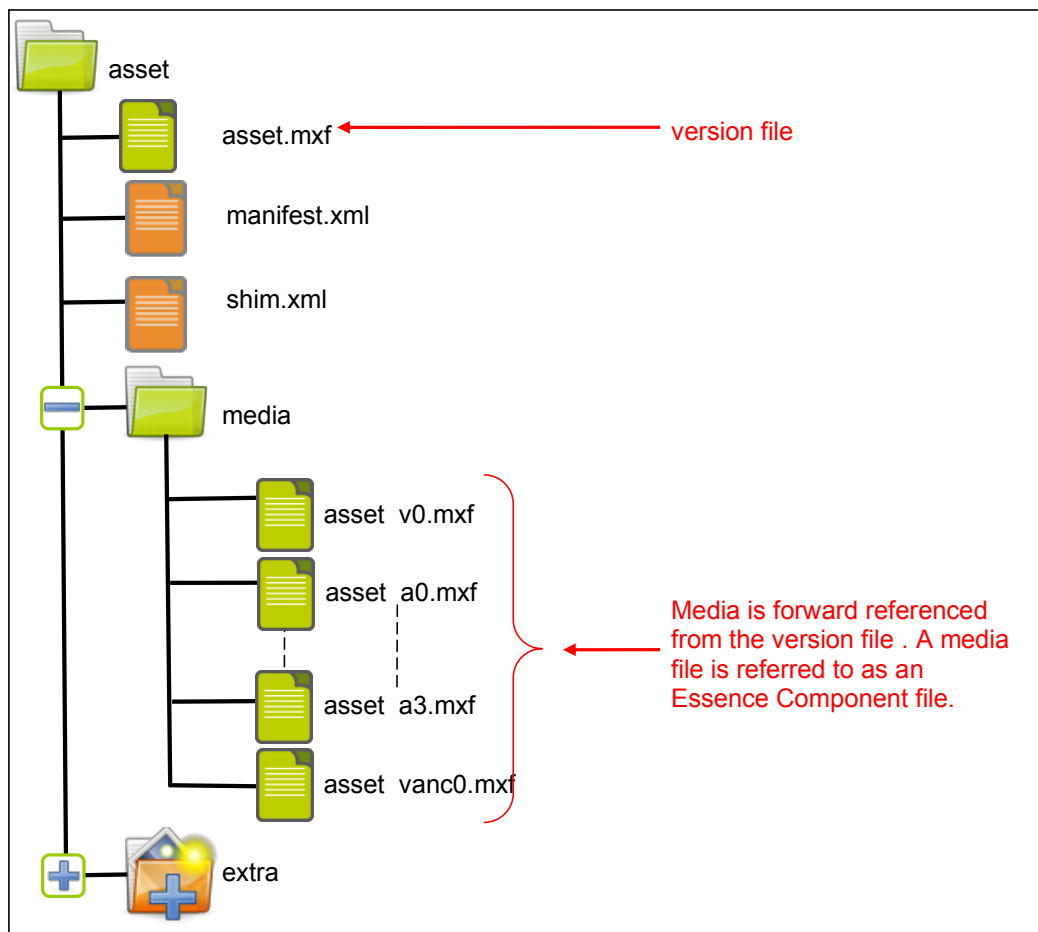 asset
asset.mxf
version file
manifest.xml
shim.xml
media
asset v0.mxf
asset a0.mxf
Media is forward referenced
from the version file . A media
file is referred to as an
Essence Component file.
asset a3.mxf
asset vanc0.mxf
extra